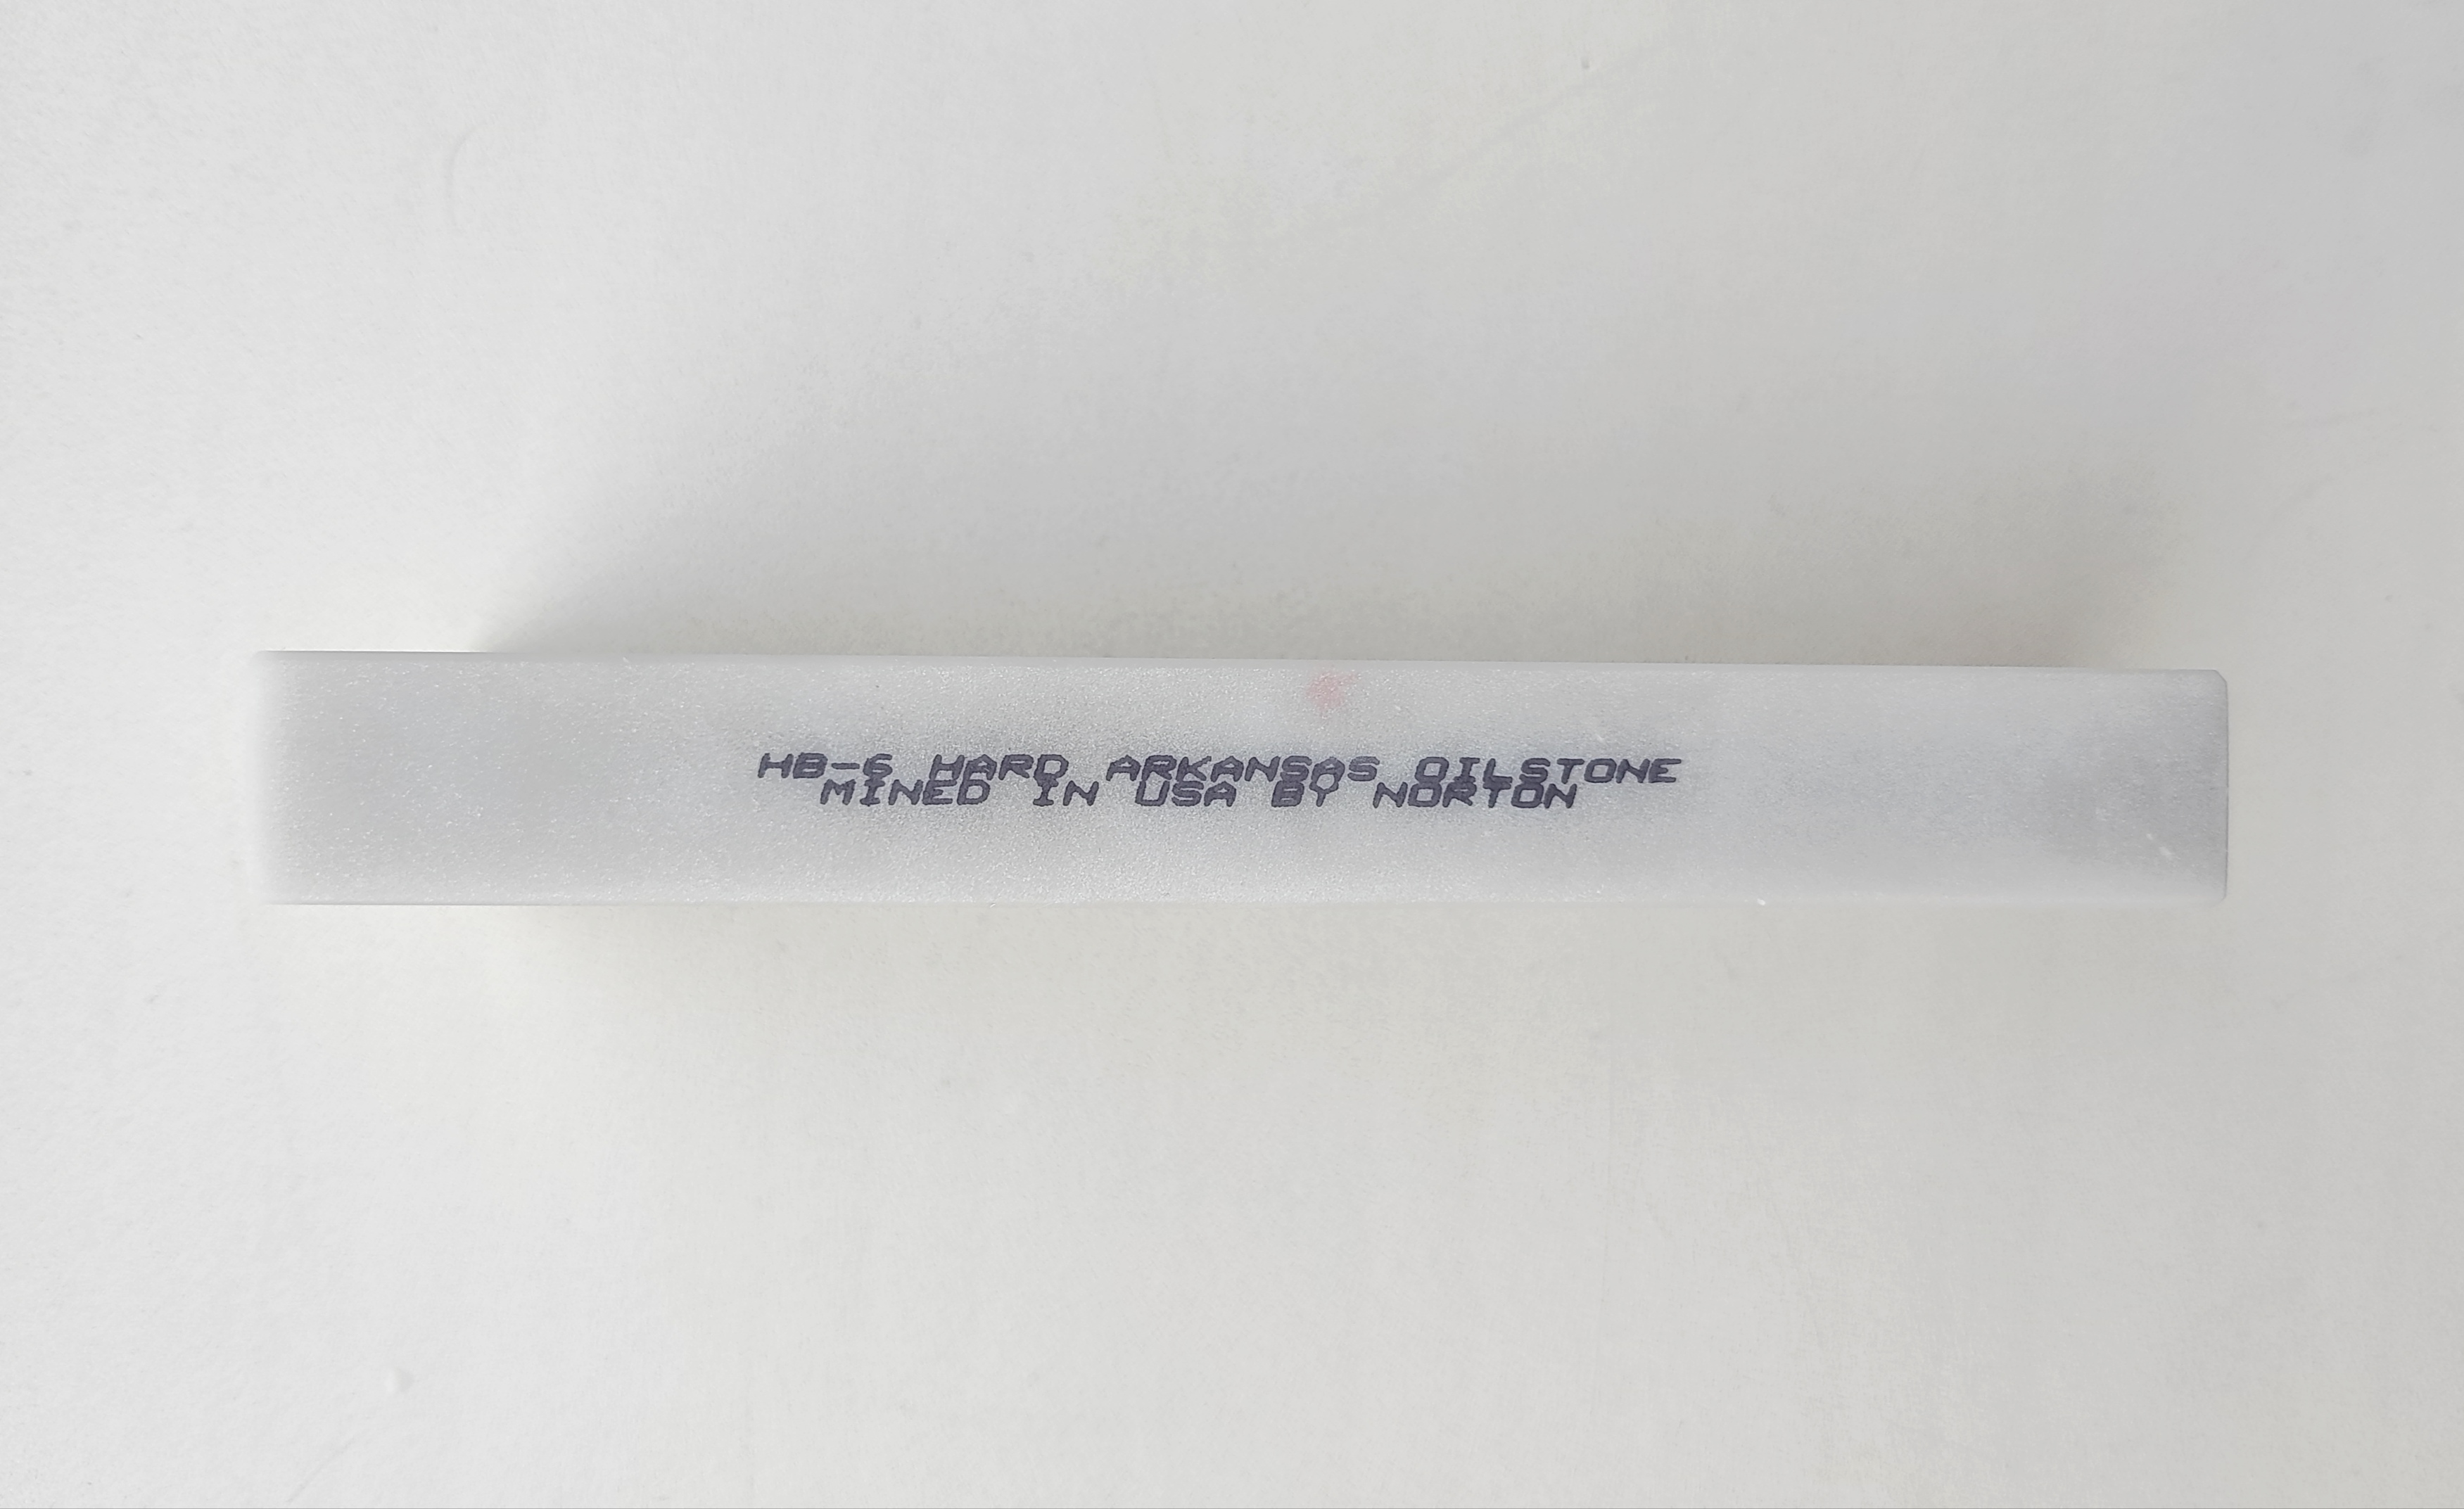 HB-6 HARD ARKANSAS OILSTONE
MINED IN USA BY NORTON